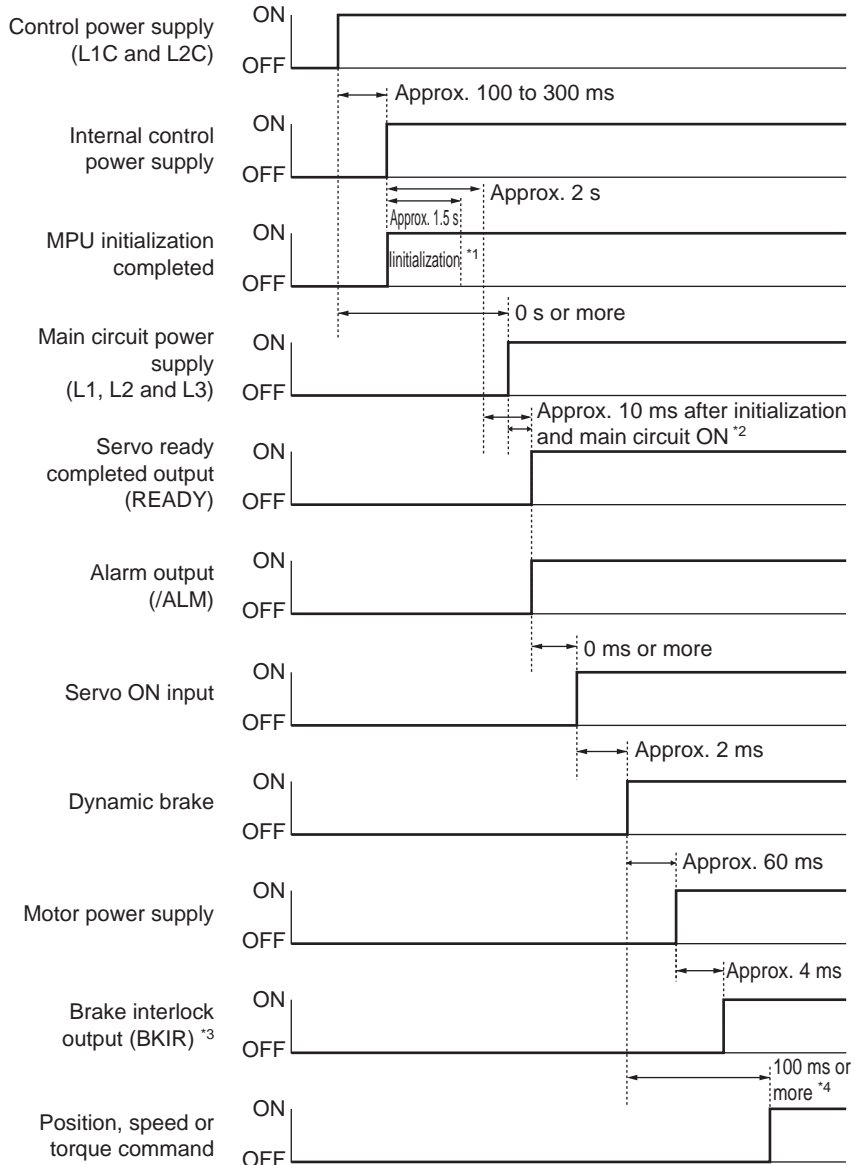 Control power supply
(L1C and L2C)
ON
OFF
Approx. 100 to 300 ms
Internal control
power supply
ON
OFF
Approx. 2 s
Approx. 1.5 s
MPU initialization
completed
ON
OFF
Iinitialization *1
0 s or more
Main circuit power
supply
(L1, L2 and L3)
ON
OFF
Approx. 10 ms after initialization
and main circuit ON *2
Servo ready
completed output
(READY)
ON
OFF
Alarm output
(/ALM)
ON
OFF
0 ms or more
Servo ON input
ON
OFF
Approx. 2 ms
Dynamic brake
ON
OFF
Approx. 60 ms
Motor power supply
ON
OFF
Approx. 4 ms
Brake interlock
output (BKIR) *3
ON
OFF
100 ms or
more *4
Position, speed or
torque command
ON
OFF